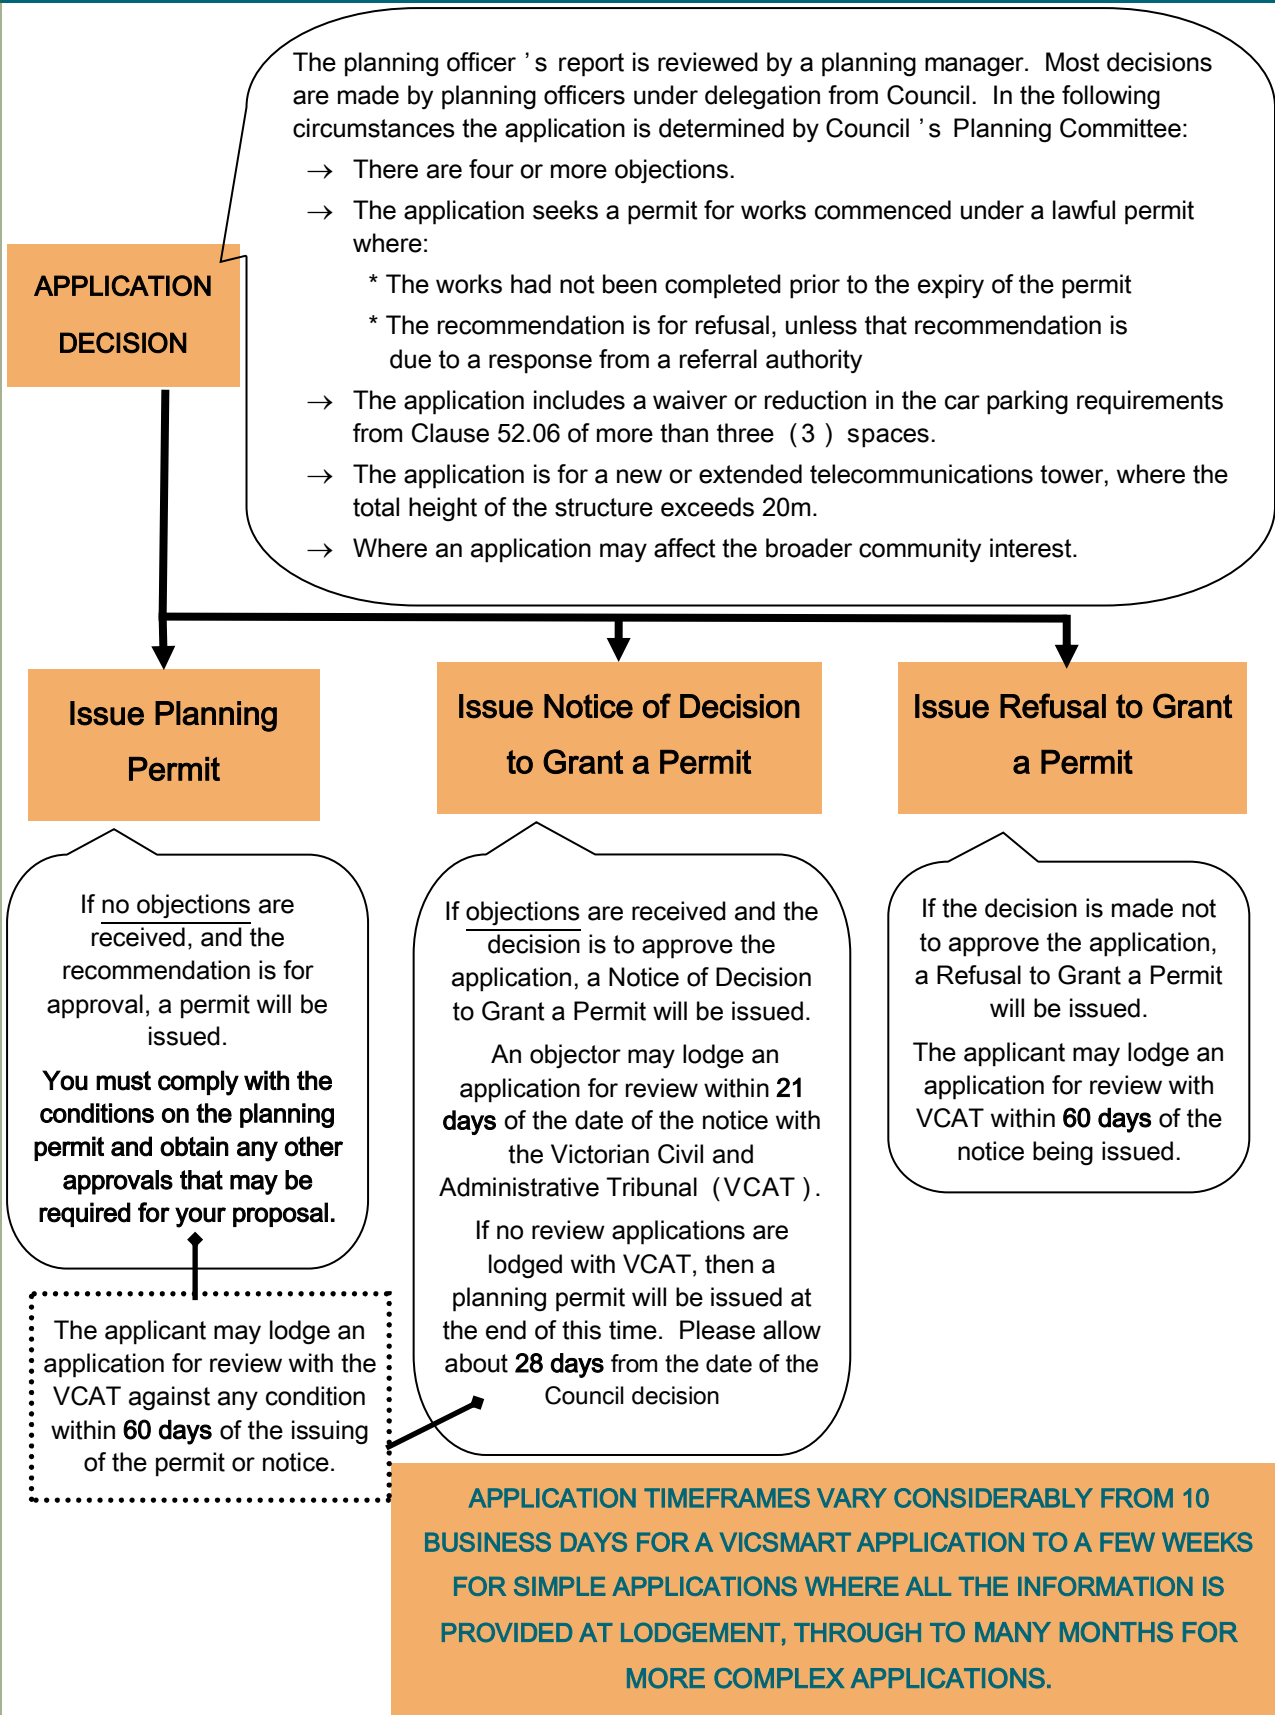 The planning officer ’ s report is reviewed by a planning manager. Most decisions
are made by planning officers under delegation from Council. In the following
circumstances the application is determined by Council ’ s Planning Committee:
→ There are four or more objections.
→ The application seeks a permit for works commenced under a lawful permit
where:
* The works had not been completed prior to the expiry of the permit
* The recommendation is for refusal, unless that recommendation is
due to a response from a referral authority
→ The application includes a waiver or reduction in the car parking requirements
from Clause 52.06 of more than three (3 ) spaces.
→ The application is for a new or extended telecommunications tower, where the
total height of the structure exceeds 20m.
→ Where an application may affect the broader community interest.
APPLICATION
DECISION
Issue Planning
Permit
Issue Notice of Decision
to Grant a Permit
Issue Refusal to Grant
a Permit
If no objections are
received, and the
recommendation is for
approval, a permit will be
issued.
You must comply with the
conditions on the planning
permit and obtain any other
approvals that may be
required for your proposal.
The applicant may lodge an
application for review with the
VCAT against any condition
within 60 days of the issuing
of the permit or notice.
If objections are received and the
decision is to approve the
application, a Notice of Decision
to Grant a Permit will be issued.
An objector may lodge an
application for review within 21
days of the date of the notice with
the Victorian Civil and
Administrative Tribunal (VCAT ).
If no review applications are
lodged with VCAT, then a
planning permit will be issued at
the end of this time. Please allow
about 28 days from the date of the
Council decision
If the decision is made not
to approve the application,
a Refusal to Grant a Permit
will be issued.
The applicant may lodge an
application for review with
VCAT within 60 days of the
notice being issued.
APPLICATION TIMEFRAMES VARY CONSIDERABLY FROM 10
BUSINESS DAYS FOR A VICSMART APPLICATION TO A FEW WEEKS
FOR SIMPLE APPLICATIONS WHERE ALL THE INFORMATION IS
PROVIDED AT LODGEMENT, THROUGH TO MANY MONTHS FOR
MORE COMPLEX APPLICATIONS.